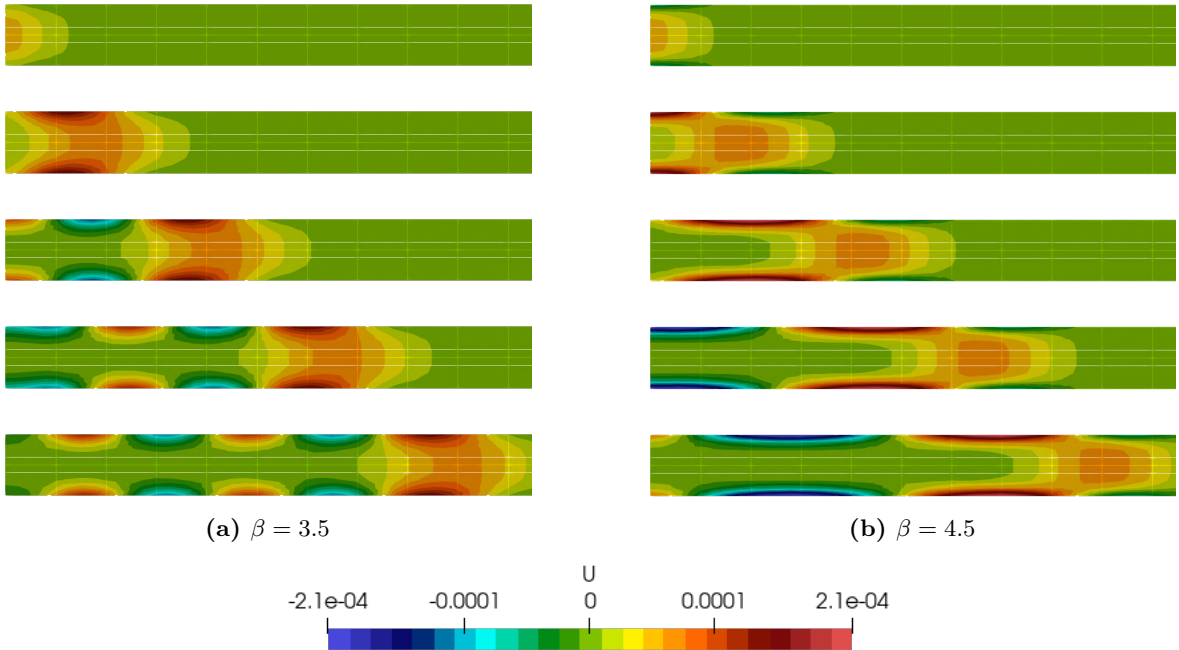 (a) β = 3.5
(b) β = 4.5
U
-2.1e-04 -0.0001 0 0.0001 2.1e-04